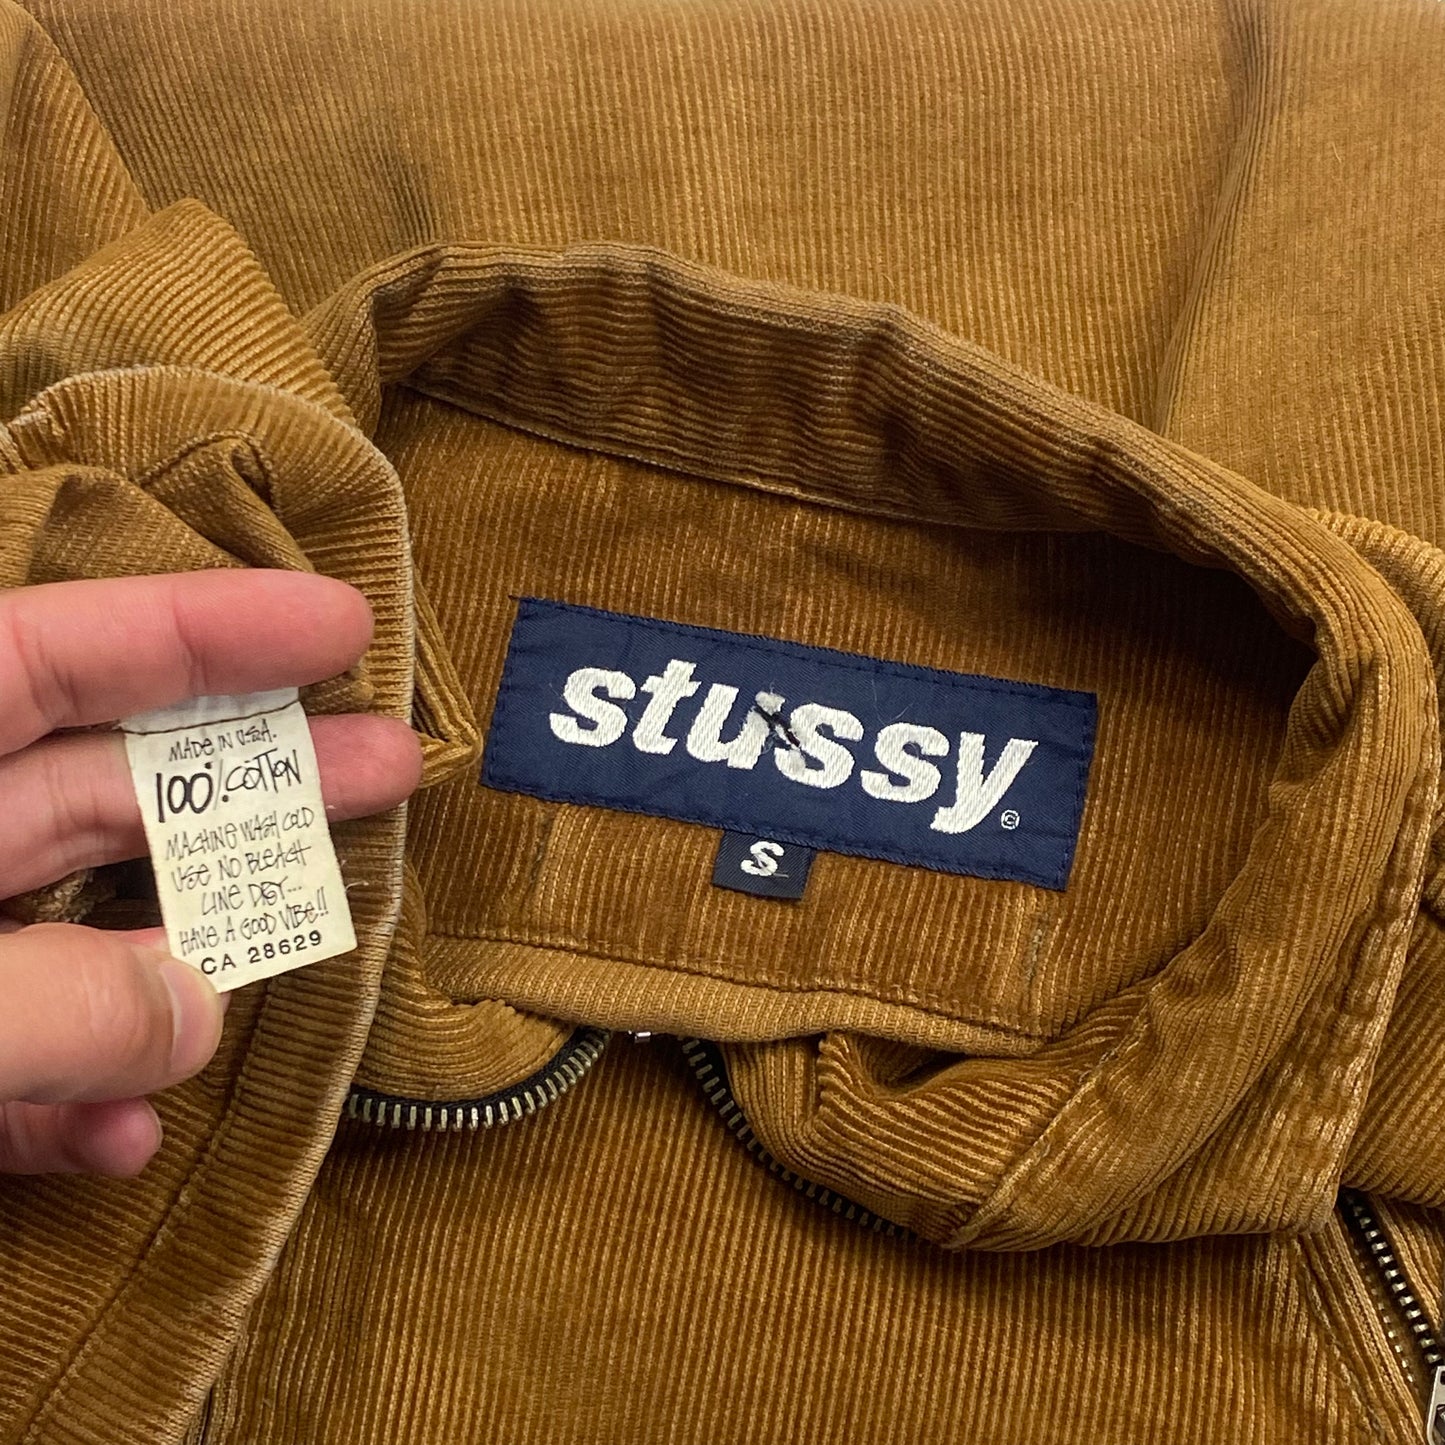 stussy ©
S
MADE IN U.S.A.
100% COTTON
MACHINE WASH COLD
USE NO BLEACH
LINE DRY...
HAVE A GOOD VIBE!!
CA 28629